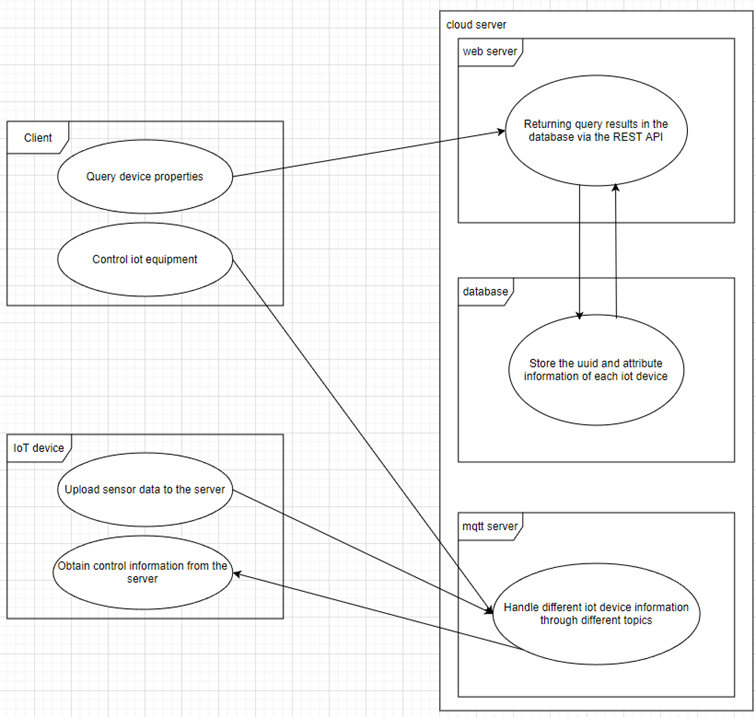 cloud server
web server
Returning query results in the
database via the REST API
Client
Query device properties
Control iot equipment
database
Store the uuid and attribute
information of each iot device
IoT device
Upload sensor data to the server
Obtain control information from the
server
mqtt server
Handle different iot device information
through different topics